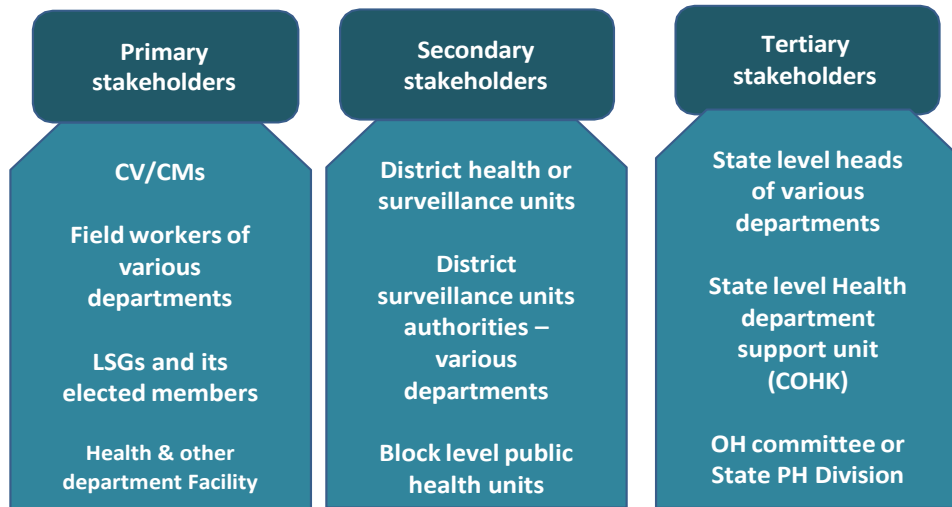 Primary
stakeholders
CV/CMs
Field workers of
various
departments
LSGs and its
elected members
Health & other
department Facility
Secondary
stakeholders
District health or
surveillance units
District
surveillance units
authorities –
various
departments
Block level public
health units
Tertiary
stakeholders
State level heads
of various
departments
State level Health
department
support unit
(COHK)
OH committee or
State PH Division